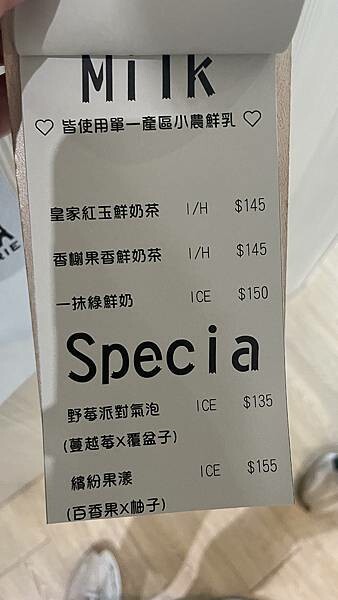 Milk
♡ 皆使用單一產區小農鮮乳 ♡
皇家紅玉鮮奶茶 I/H $145
香榭果香鮮奶茶 I/H $145
一抹綠鮮奶 ICE $150
Specia
野莓派對氣泡 ICE $135
(蔓越莓X覆盆子)
繽紛果漾 ICE $155
(百香果X柚子)